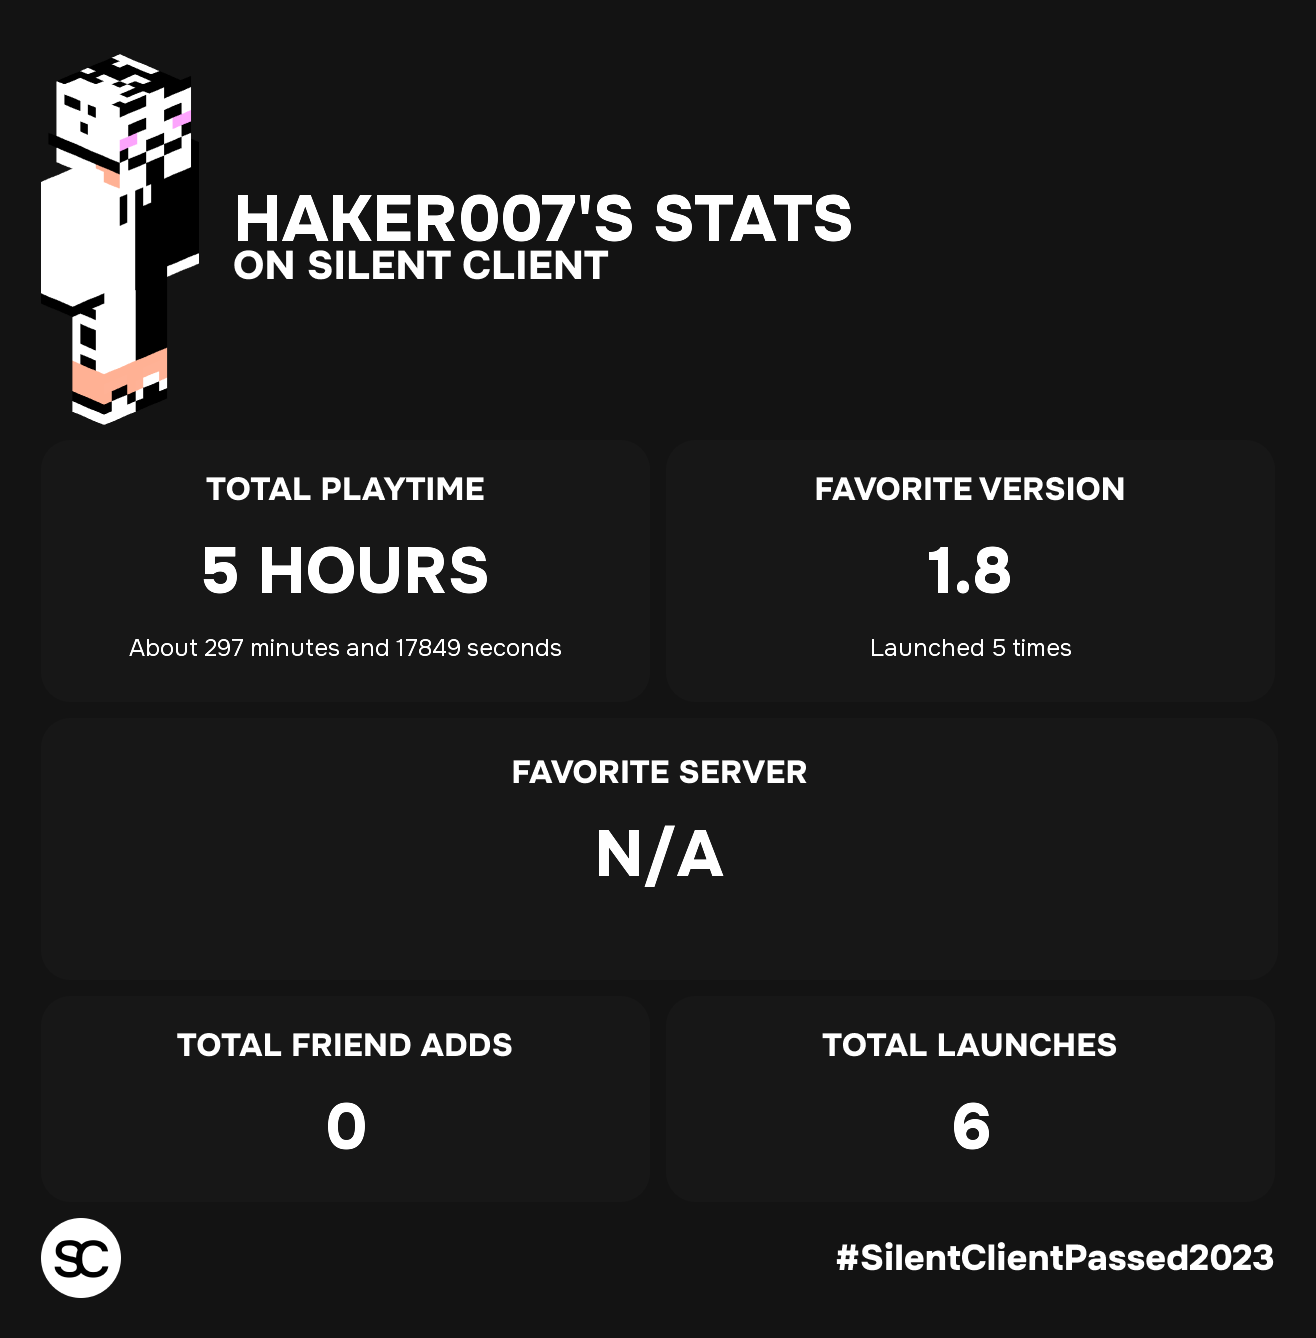 HAKER007'S STATS
ON SILENT CLIENT
TOTAL PLAYTIME
5 HOURS
About 297 minutes and 17849 seconds
FAVORITE VERSION
1.8
Launched 5 times
FAVORITE SERVER
N/A
TOTAL FRIEND ADDS
0
TOTAL LAUNCHES
6
SC
#SilentClientPassed2023